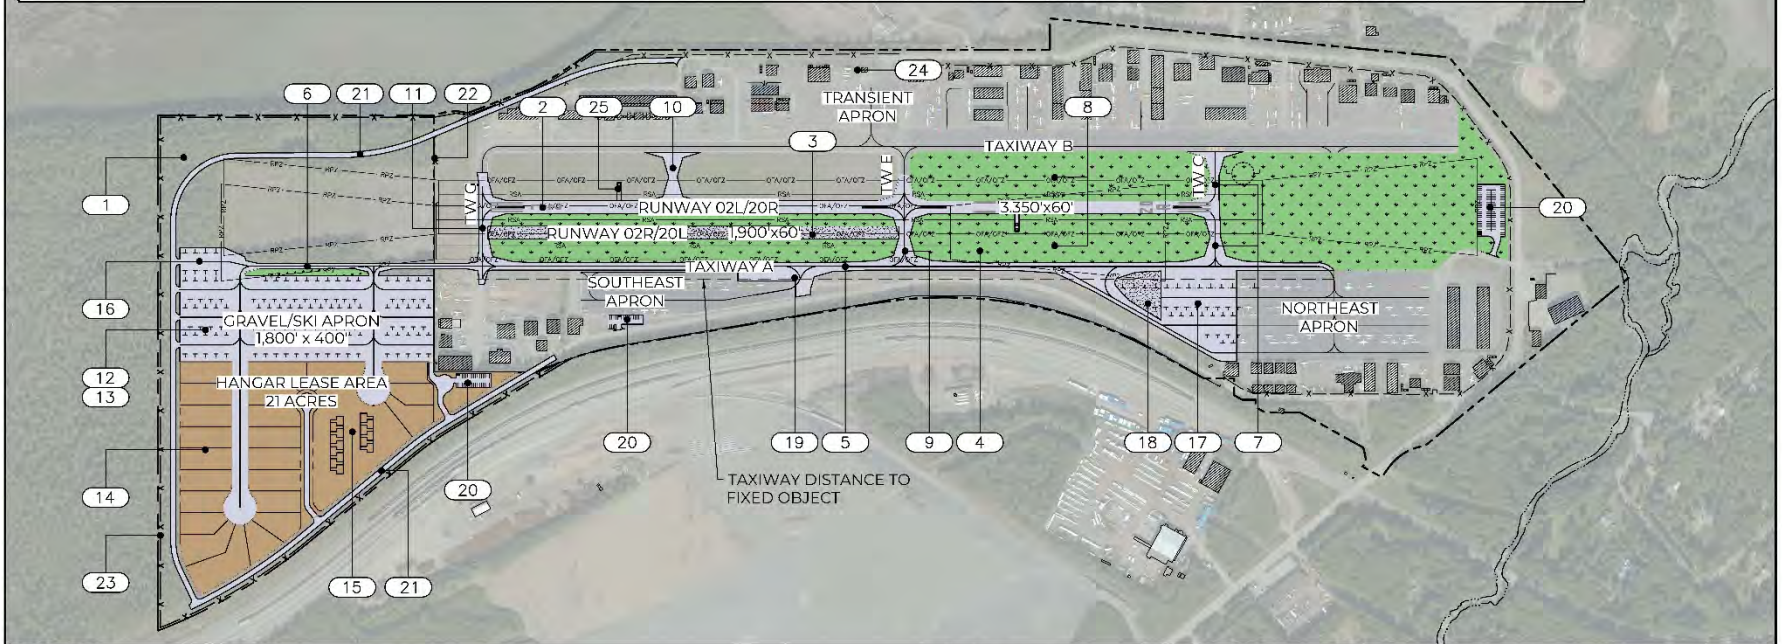 24
6
21
11
22
2
25
10
TRANSIENT
APRON
8
3
TAXIWAY B
TW G
TW E
TW C
1
RUNWAY 02L/20R
3,350'x60'
20
RUNWAY 02R/20L
1,900'x60'
TAXIWAY A
16
SOUTHEAST
APRON
NORTHEAST
APRON
GRAVEL/SKI APRON
1,800' x 400'
12
13
HANGAR LEASE AREA
21 ACRES
20
19
5
9
4
18
17
7
TAXIWAY DISTANCE TO
FIXED OBJECT
14
20
23
15
21
RPZ
OFA/OFZ
RSA